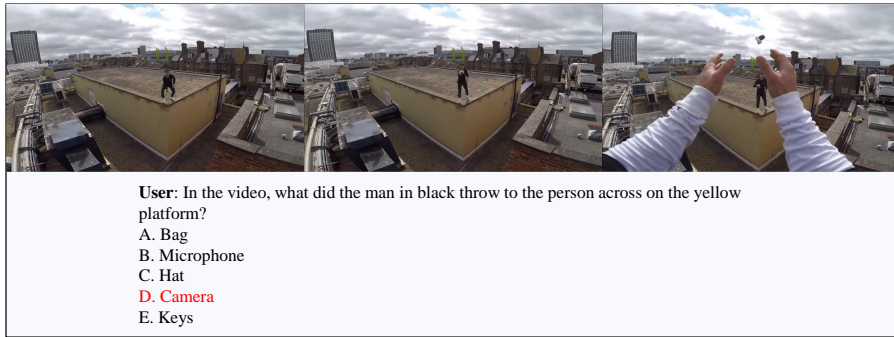 User: In the video, what did the man in black throw to the person across on the yellow
platform?
A. Bag
B. Microphone
C. Hat
D. Camera
E. Keys